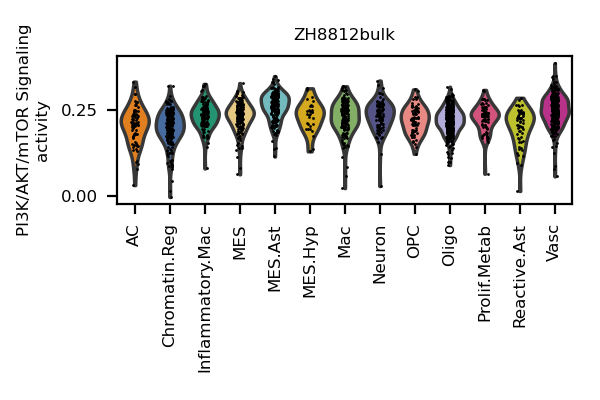 ZH8812bulk
PI3K/AKT/mTOR Signaling
activity
0.25
0.00
AC
Chromatin.Reg
Inflammatory.Mac
MES
MES.Ast
MES.Hyp
Mac
Neuron
OPC
Oligo
Prolif.Metab
Reactive.Ast
Vasc